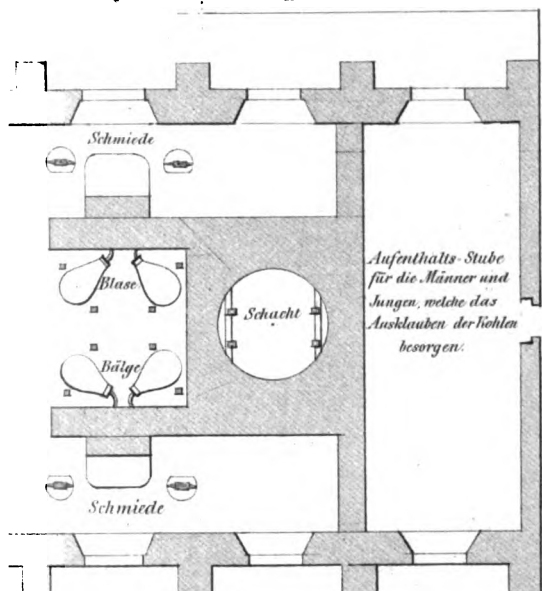 Schmiede
Aufenthalts-Stube
für die Männer und
Jungen, welche das
Ausklauben der Kohlen
besorgen.
Blase
Schacht
Bälge
Schmiede